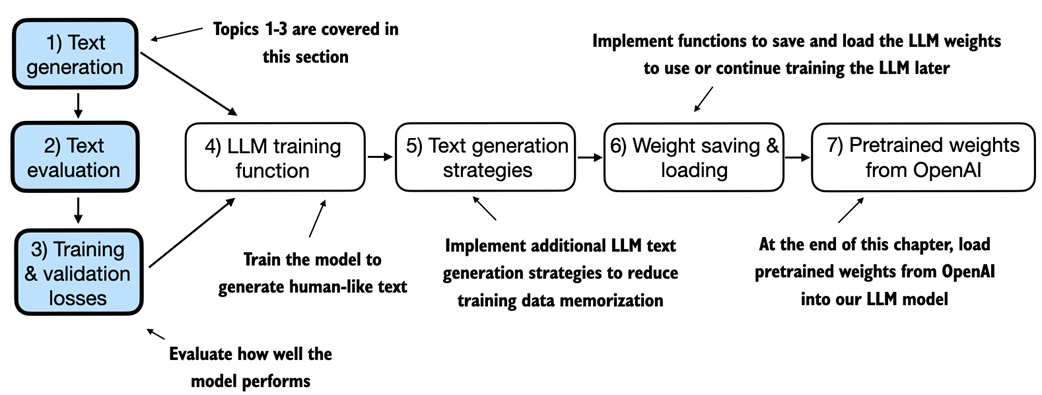 1) Text
generation
Topics 1-3 are covered in
this section
2) Text
evaluation
3) Training
& validation
losses
Evaluate how well the
model performs
4) LLM training
function
Train the model to
generate human-like text
5) Text generation
strategies
Implement additional LLM text
generation strategies to reduce
training data memorization
Implement functions to save and load the LLM weights
to use or continue training the LLM later
6) Weight saving &
loading
7) Pretrained weights
from OpenAI
At the end of this chapter, load
pretrained weights from OpenAI
into our LLM model